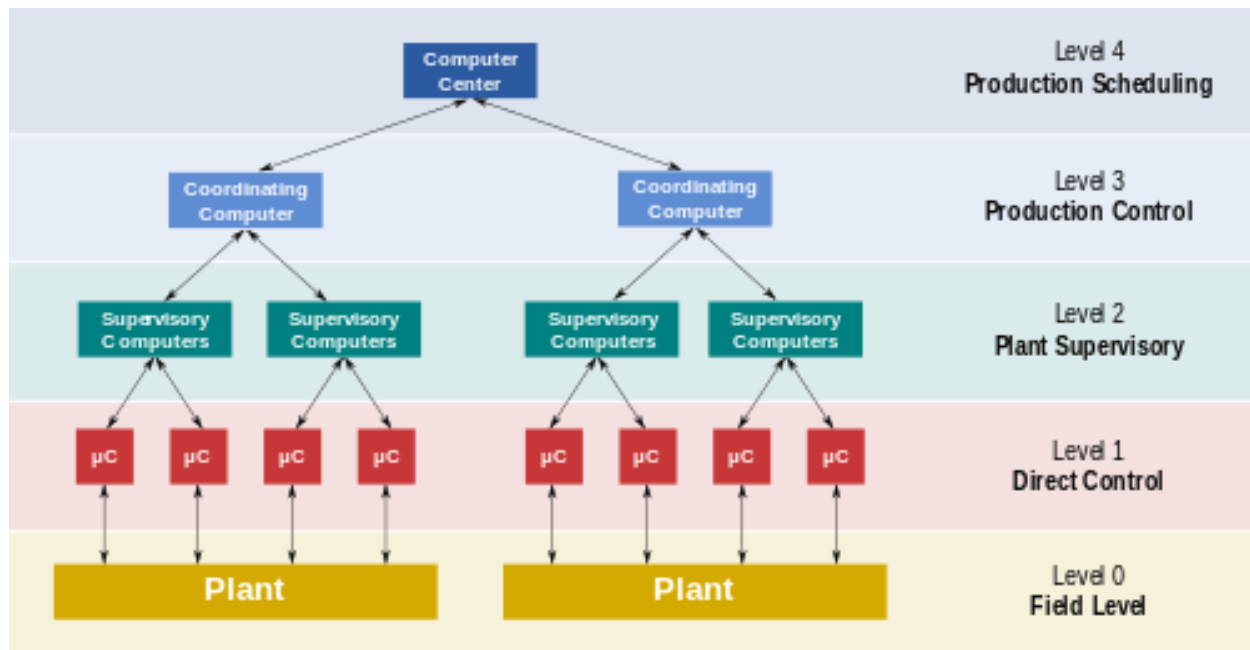 Computer
Center
Level 4
Production Scheduling
Coordinating
Computer
Coordinating
Computer
Level 3
Production Control
Supervisory
Computers
Supervisory
Computers
Supervisory
Computers
Supervisory
Computers
Level 2
Plant Supervisory
µC
µC
µC
µC
µC
µC
µC
µC
Level 1
Direct Control
Plant
Plant
Level 0
Field Level